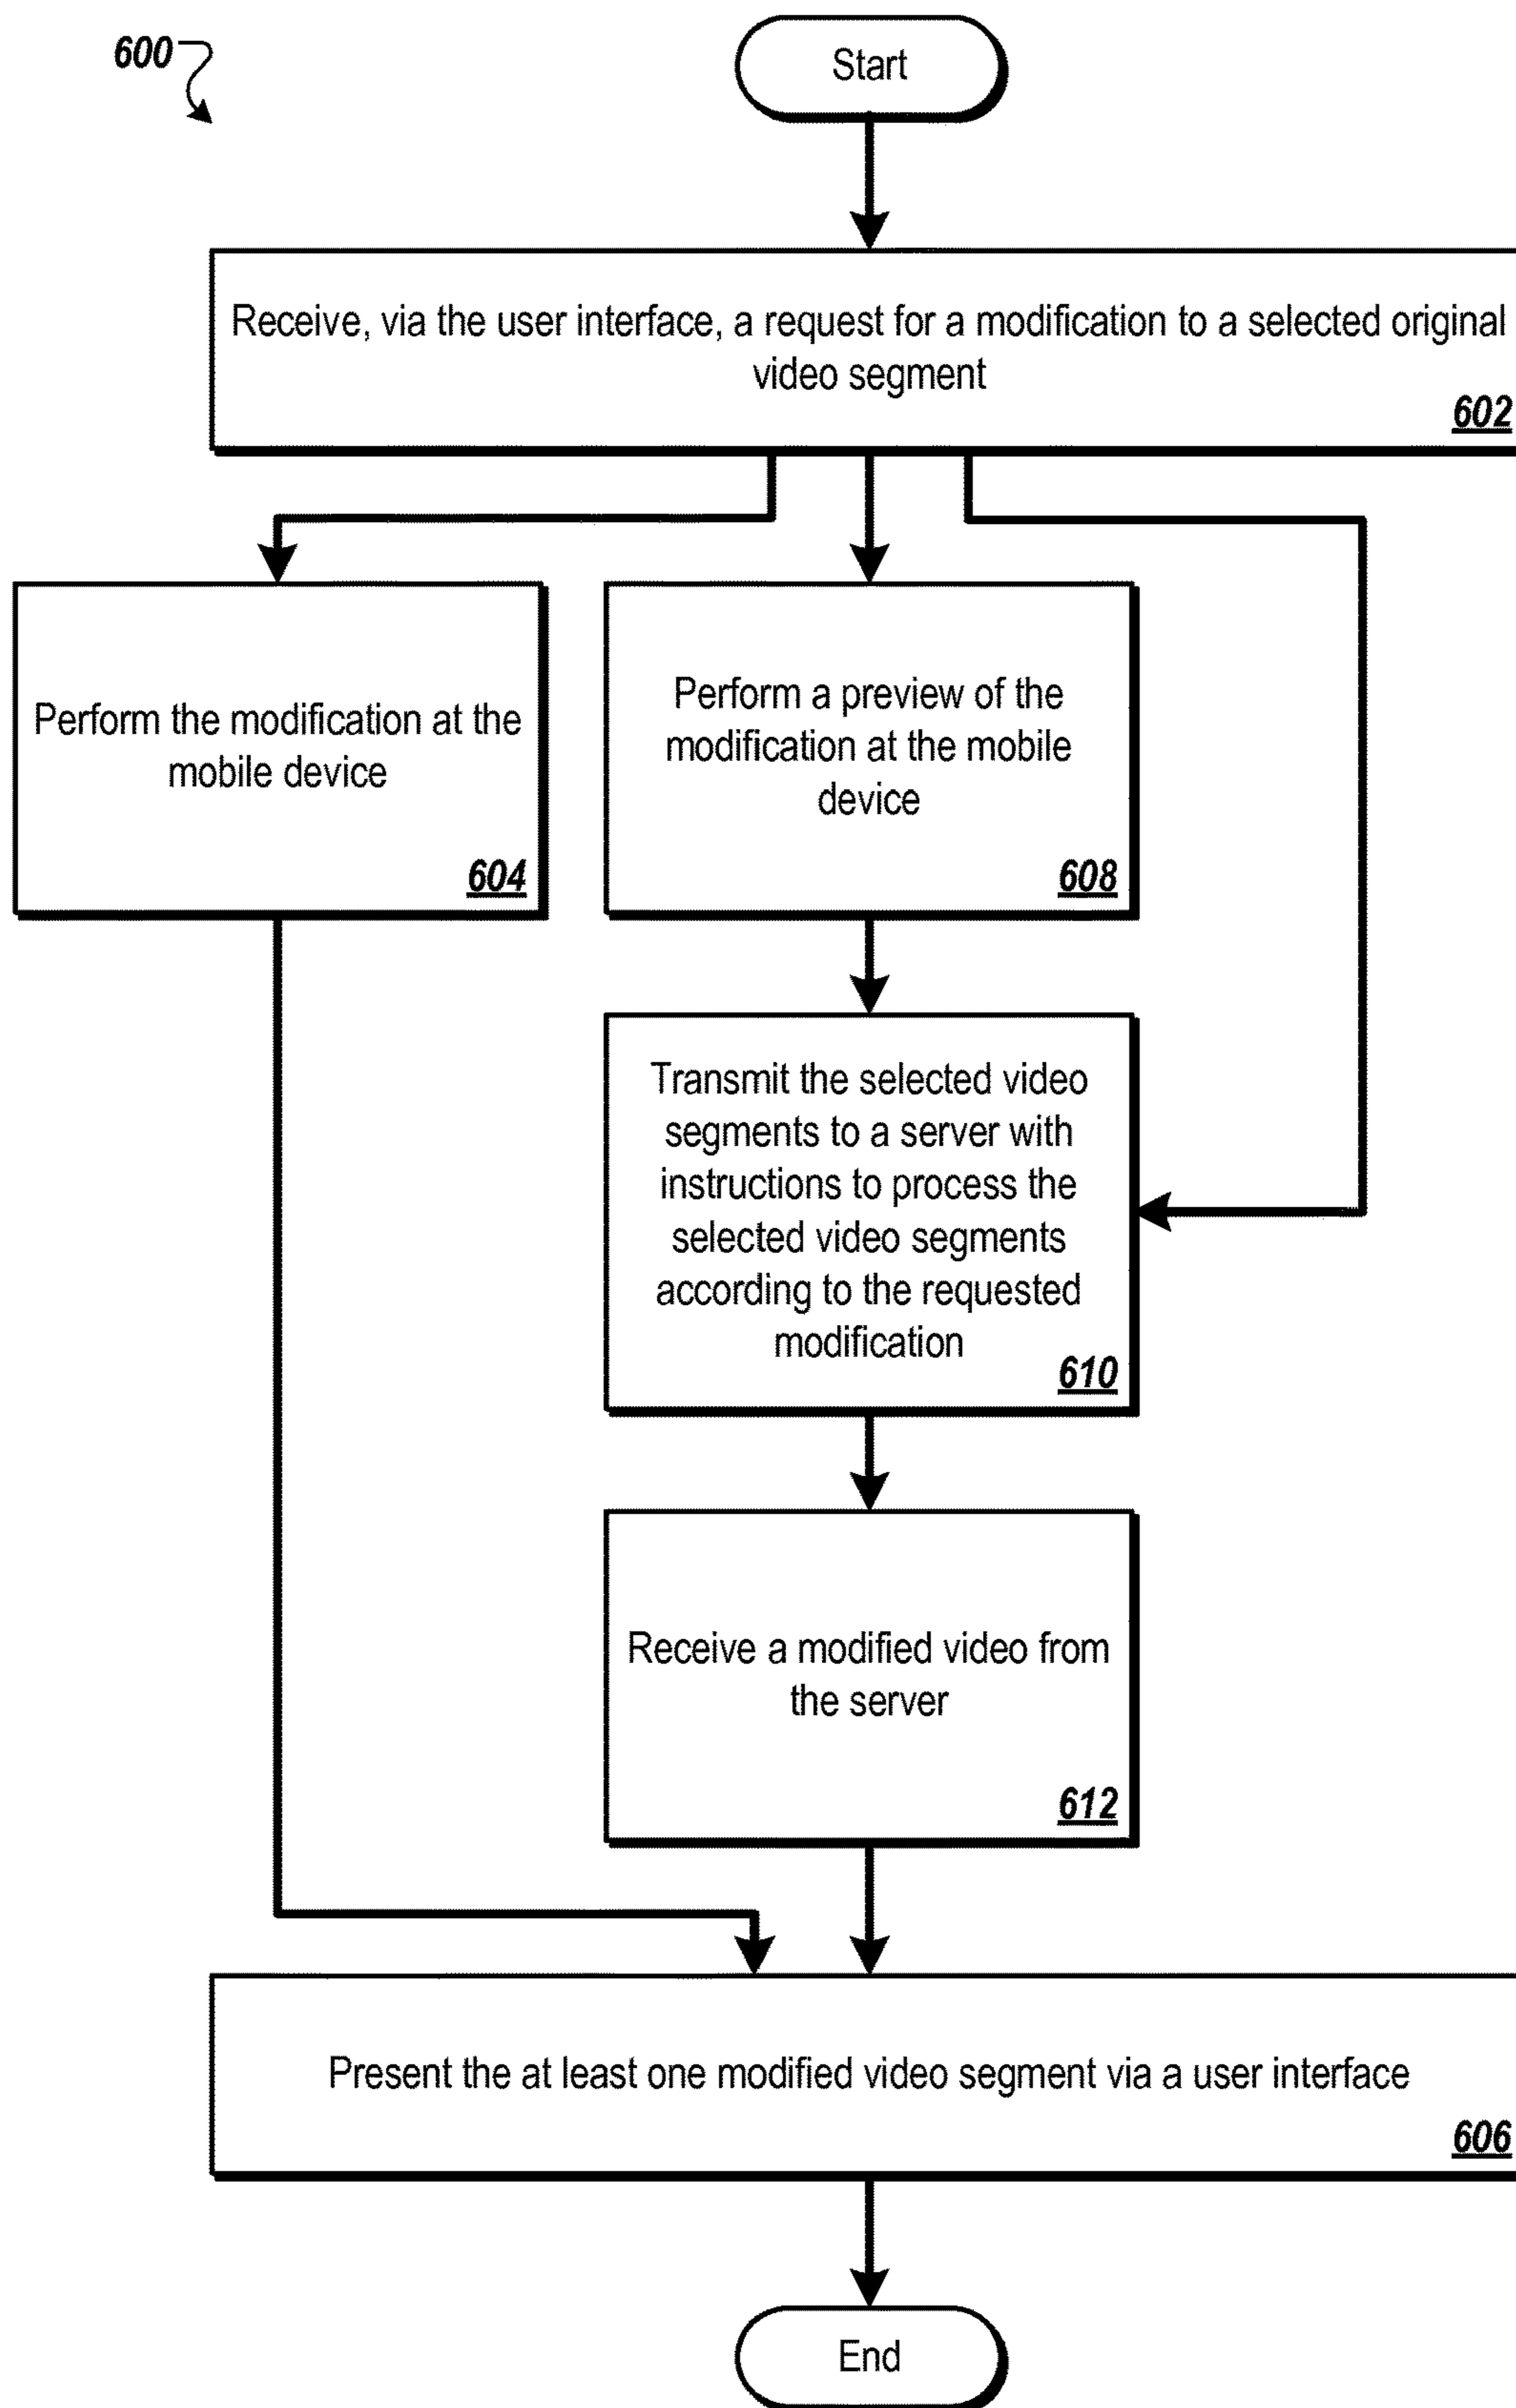 600
Start
Receive, via the user interface, a request for a modification to a selected original
video segment
602
Perform the modification at the
mobile device
604
Perform a preview of the
modification at the mobile
device
608
Transmit the selected video
segments to a server with
instructions to process the
selected video segments
according to the requested
modification
610
Receive a modified video from
the server
612
Present the at least one modified video segment via a user interface
606
End